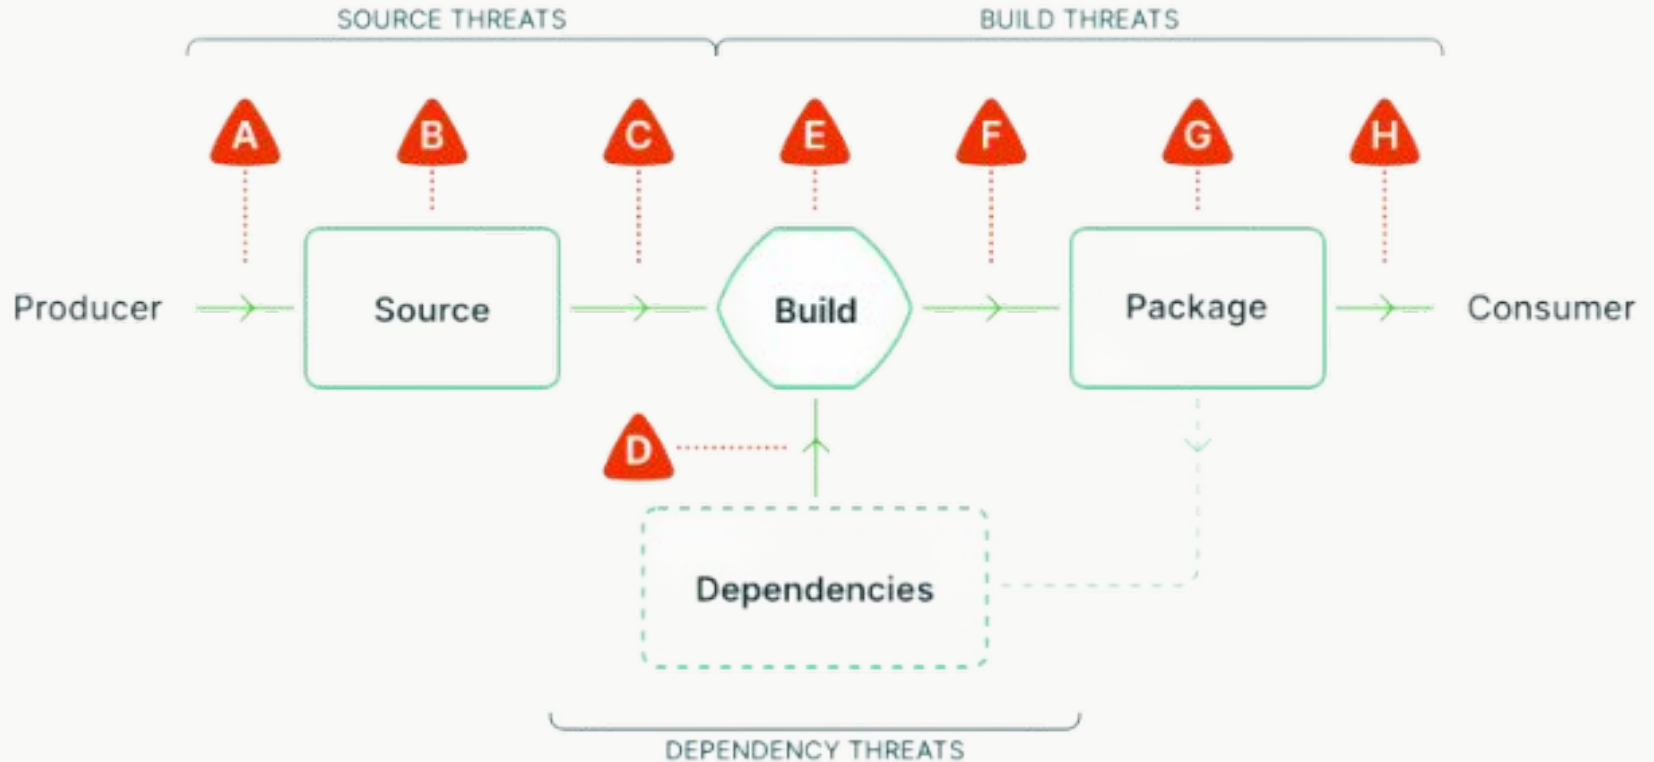 SOURCE THREATS
BUILD THREATS
A
B
C
E
F
G
H
Producer
Source
Build
Package
Consumer
D
Dependencies
DEPENDENCY THREATS